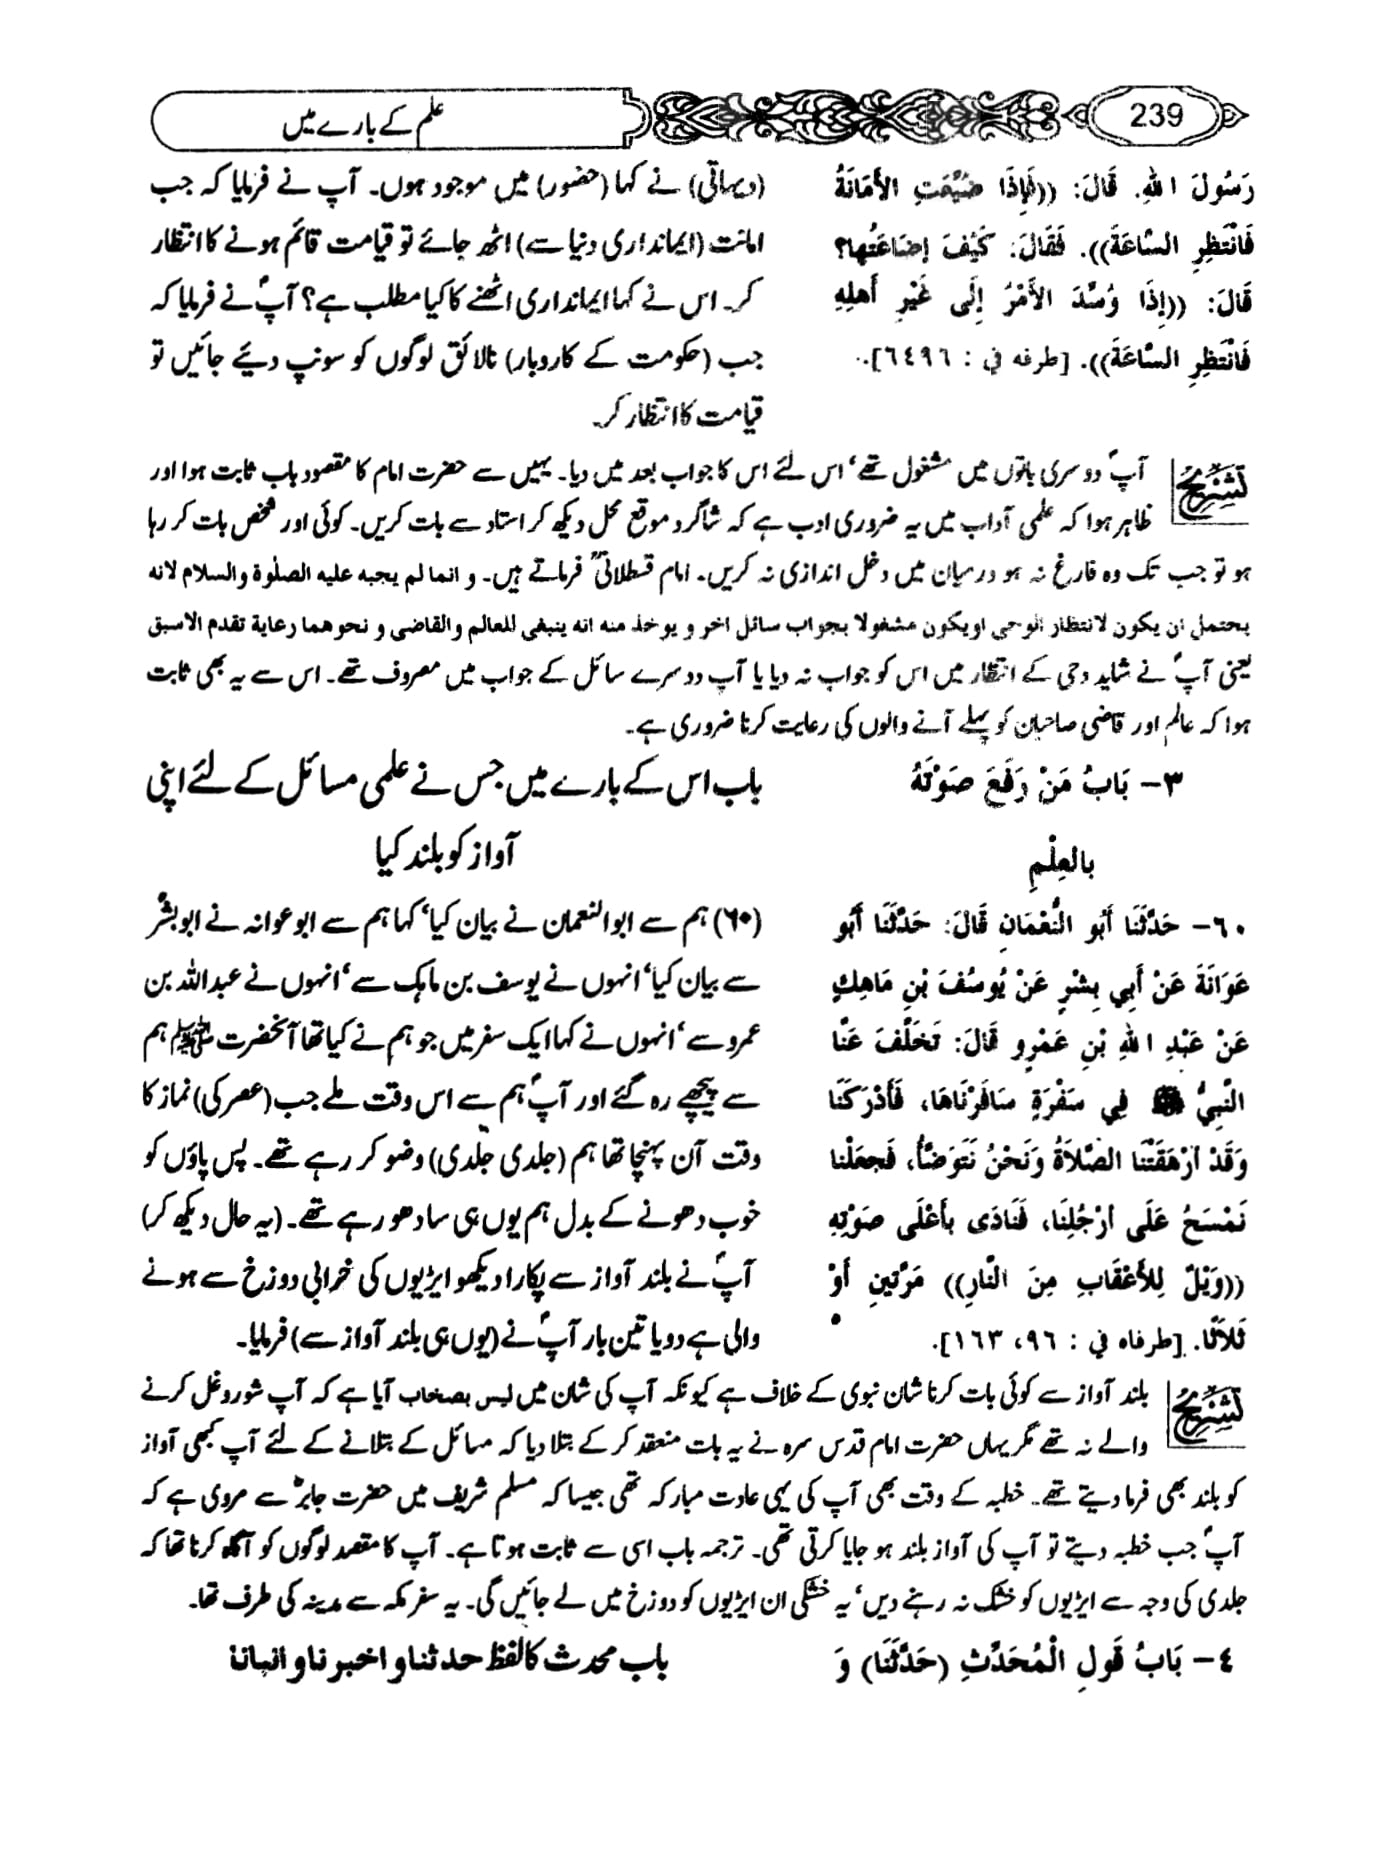 239
علم کے بارے میں
رَسُولَ اللهِ. قَالَ: ((فَإِذَا ضُيِّعَتِ الأَمَانَةُ
فَانْتَظِرِ السَّاعَةَ)). فَقَالَ: كَيْفَ إِضَاعَتُهَا؟
قَالَ: ((إِذَا وُسِّدَ الأَمْرُ إِلَى غَيْرِ أَهلِهِ
فَانْتَظِرِ السَّاعَةَ)). [طرفه في : ٦٤٩٦].
(دیہاتی) نے کہا (حضور) میں موجود ہوں۔ آپ نے فرمایا کہ جب
امانت (ایمانداری دنیا سے) اٹھ جائے تو قیامت قائم ہونے کا انتظار
کر۔ اس نے کہا ایمانداری اٹھنے کا کیا مطلب ہے؟ آپؐ نے فرمایا کہ
جب (حکومت کے کاروبار) نالائق لوگوں کو سونپ دیئے جائیں تو
قیامت کا انتظار کر۔
تشریح آپؐ دوسری باتوں میں مشغول تھے‘ اس لئے اس کا جواب بعد میں دیا۔ یہیں سے حضرت امام کا مقصود باب ثابت ہوا اور
ظاہر ہوا کہ علمی آداب میں یہ ضروری ادب ہے کہ شاگرد موقع محل دیکھ کر استاد سے بات کریں۔ کوئی اور شخص بات کر رہا
ہو تو جب تک وہ فارغ نہ ہو درمیان میں دخل اندازی نہ کریں۔ امام قسطلانیؒ فرماتے ہیں۔ و انما لم یجبه علیه الصلوة والسلام لانه
یحتمل ان یکون لانتظار الوحی اویکون مشغولا بجواب سائل اخر و یوخذ منه انه ینبغی للعالم والقاضی و نحوهما رعایة تقدم الاسبق
یعنی آپؐ نے شاید وحی کے انتظار میں اس کو جواب نہ دیا یا آپ دوسرے سائل کے جواب میں مصروف تھے۔ اس سے یہ بھی ثابت
ہوا کہ عالم اور قاضی صاحبان کو پہلے آنے والوں کی رعایت کرنا ضروری ہے۔
٣- بَابُ مَنْ رَفَعَ صَوْتَهُ
بالعِلْمِ
باب اس کے بارے میں جس نے علمی مسائل کے لئے اپنی
آواز کو بلند کیا
٦٠- حَدَّثَنَا أَبُو النُّعْمَانِ قَالَ: حَدَّثَنَا أَبُو
عَوَانَةَ عَنْ أَبِي بِشْرٍ عَنْ يُوسُفَ بْنِ مَاهِكٍ
عَنْ عَبْدِ اللهِ بْنِ عَمْرٍو قَالَ: تَخَلَّفَ عَنَّا
النَّبِيُّ ﷺ فِي سَفْرَةٍ سَافَرْنَاهَا، فَأَدْرَكَنَا
وَقَدْ أَرْهَقَتْنَا الصَّلاَةُ وَنَحْنُ نَتَوَضَّأُ، فَجَعَلْنَا
نَمْسَحُ عَلَى أَرْجُلِنَا، فَنَادَى بِأَعْلَى صَوْتِهِ
((وَيْلٌ لِلأَعْقَابِ مِنَ النَّارِ)) مَرَّتَينِ أَوْ
ثَلاَثًا. [طرفاه في : ٩٦، ١٦٣].
(۶۰) ہم سے ابوالنعمان نے بیان کیا‘ کہا ہم سے ابوعوانہ نے ابو بشر
سے بیان کیا‘ انہوں نے یوسف بن ماہک سے‘ انہوں نے عبداللہ بن
عمرو سے‘ انہوں نے کہا ایک سفر میں جو ہم نے کیا تھا آنحضرت ﷺ ہم
سے پیچھے رہ گئے اور آپؐ ہم سے اس وقت ملے جب (عصر کی) نماز کا
وقت آن پہنچا تھا ہم (جلدی جلدی) وضو کر رہے تھے۔ پس پاؤں کو
خوب دھونے کے بدل ہم یوں ہی سا دھو رہے تھے۔ (یہ حال دیکھ کر)
آپؐ نے بلند آواز سے پکارا دیکھو ایڑیوں کی خرابی دوزخ سے ہونے
والی ہے دو یا تین بار آپؐ نے (یوں ہی بلند آواز سے) فرمایا۔
تشریح بلند آواز سے کوئی بات کرنا شان نبوی کے خلاف ہے کیونکہ آپ کی شان میں لیس بصخاب آیا ہے کہ آپ شور و غل کرنے
والے نہ تھے مگر یہاں حضرت امام قدس سرہ نے یہ بات منعقد کر کے بتلا دیا کہ مسائل کے بتلانے کے لئے آپ کبھی آواز
کو بلند بھی فرما دیتے تھے۔ خطبہ کے وقت بھی آپ کی یہی عادت مبارکہ تھی جیسا کہ مسلم شریف میں حضرت جابرؓ سے مروی ہے کہ
آپؐ جب خطبہ دیتے تو آپ کی آواز بلند ہو جایا کرتی تھی۔ ترجمہ باب اسی سے ثابت ہوتا ہے۔ آپ کا مقصد لوگوں کو آگاہ کرنا تھا کہ
جلدی کی وجہ سے ایڑیوں کو خشک نہ رہنے دیں‘ یہ خشکی ان ایڑیوں کو دوزخ میں لے جائیں گی۔ یہ سفر مکہ سے مدینہ کی طرف تھا۔
٤- بَابُ قَولِ الْمُحَدِّثِ (حَدَّثَنَا) وَ
باب محدث کا لفظ حدثنا و اخبرنا و انبانا